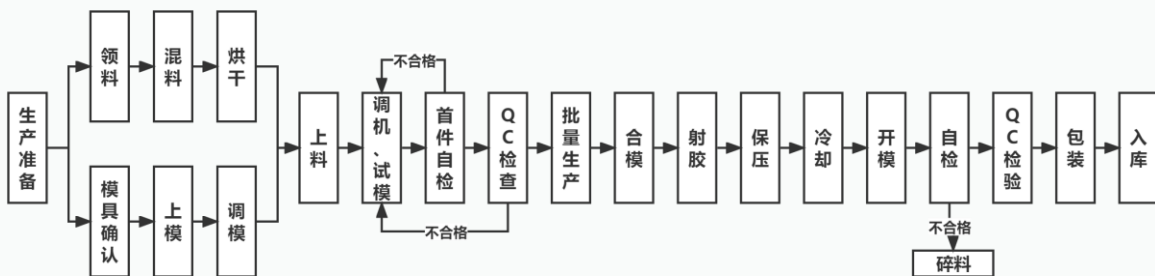 生产准备
领料
混料
烘干
模具确认
上模
调模
上料
调机、试模
不合格
首件自检
QC检查
不合格
批量生产
合模
射胶
保压
冷却
开模
自检
不合格
碎料
QC检验
包装
入库